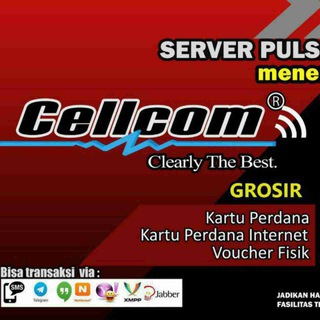 SERVER PULS
mene
Cellcom®
Clearly The Best.
GROSIR
Kartu Perdana
Kartu Perdana Internet
Voucher Fisik
Bisa transaksi via :
SMS
Telegram
XMPP
Jabber
JADIKAN HA
FASILITAS T